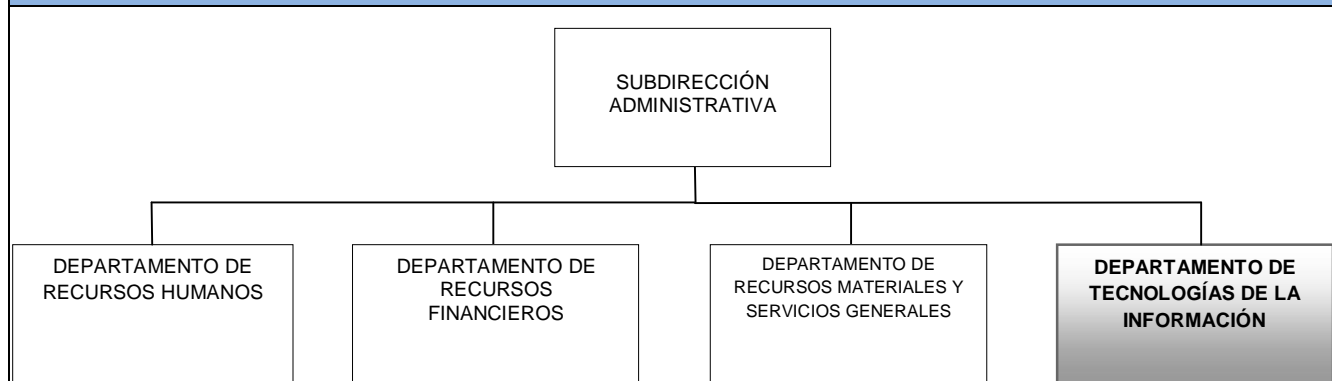 SUBDIRECCIÓN
ADMINISTRATIVA
DEPARTAMENTO DE
RECURSOS HUMANOS
DEPARTAMENTO DE
RECURSOS
FINANCIEROS
DEPARTAMENTO DE
RECURSOS MATERIALES Y
SERVICIOS GENERALES
DEPARTAMENTO DE
TECNOLOGÍAS DE LA
INFORMACIÓN